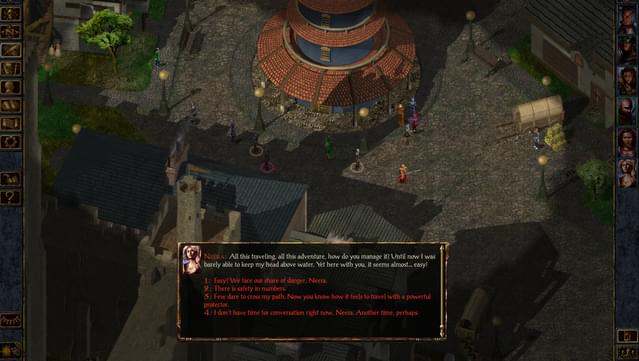 NEERA: All this traveling, all this adventure, how do you manage it? Until now I was
barely able to keep my head above water. Yet here with you, it seems almost... easy!
1.: Easy? We face our share of danger, Neera.
2.: There is safety in numbers.
3.: Few dare to cross my path. Now you know how it feels to travel with a powerful
protector.
4.: I don't have time for conversation right now, Neera. Another time, perhaps.